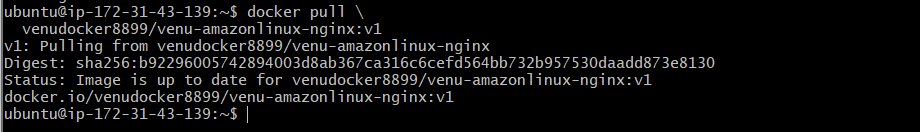 ubuntu@ip-172-31-43-139:~$ docker pull \
  venudocker8899/venu-amazonlinux-nginx:v1
v1: Pulling from venudocker8899/venu-amazonlinux-nginx
Digest: sha256:b92296005742894003d8ab367ca316c6cefd564bb732b957530daadd873e8130
Status: Image is up to date for venudocker8899/venu-amazonlinux-nginx:v1
docker.io/venudocker8899/venu-amazonlinux-nginx:v1
ubuntu@ip-172-31-43-139:~$